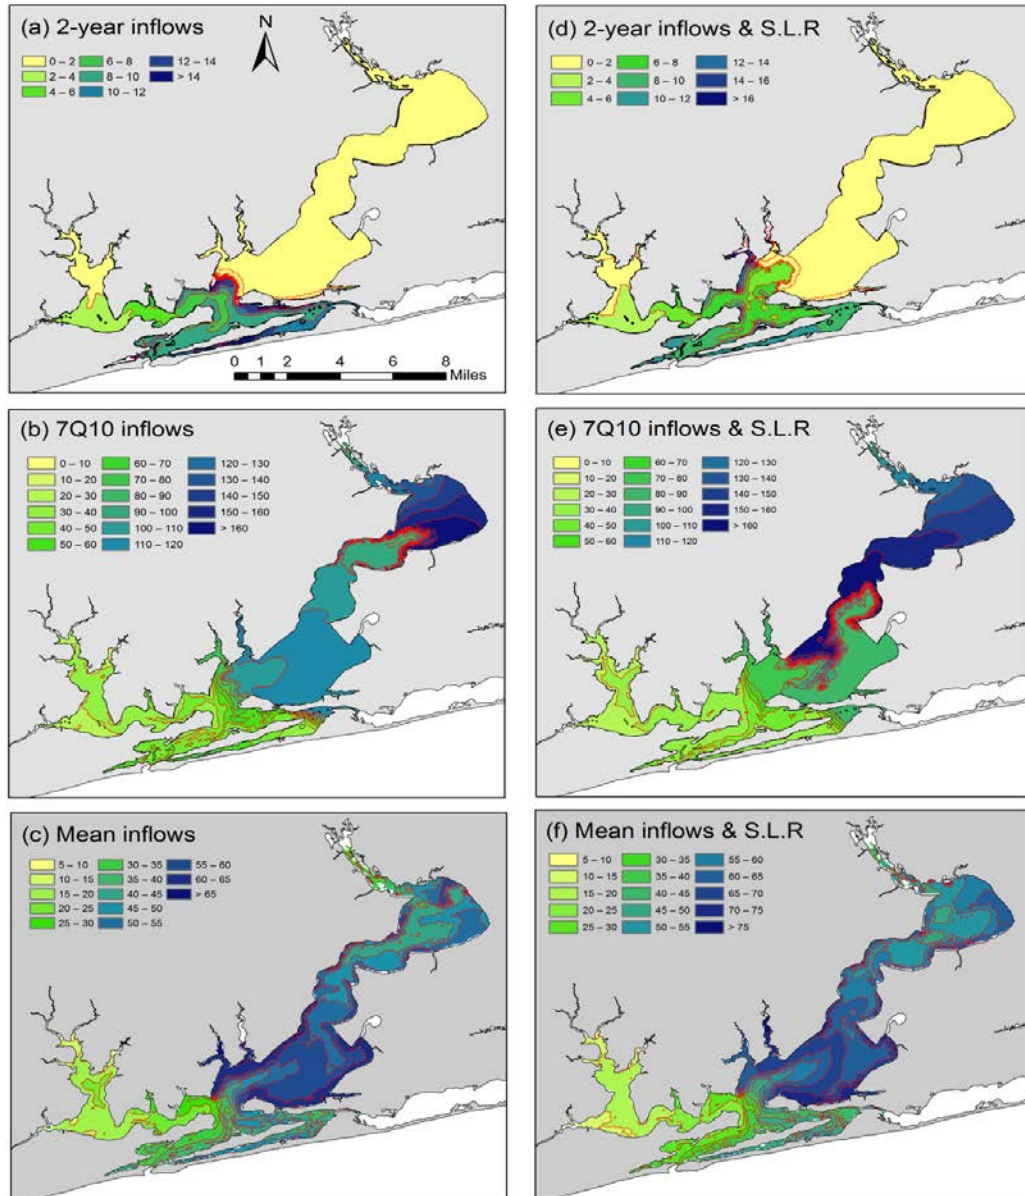 (a) 2-year inflows
N
0 – 2 6 – 8 12 – 14
2 – 4 8 – 10 > 14
4 – 6 10 – 12
0 1 2 4 6 8
Miles
(d) 2-year inflows & S.L.R
0 – 2 6 – 8 12 – 14
2 – 4 8 – 10 14 – 16
4 – 6 10 – 12 > 16
(b) 7Q10 inflows
0 – 10 60 – 70 120 – 130
10 – 20 70 – 80 130 – 140
20 – 30 80 – 90 140 – 150
30 – 40 90 – 100 150 – 160
40 – 50 100 – 110 > 160
50 – 60 110 – 120
(e) 7Q10 inflows & S.L.R
0 – 10 60 – 70 120 – 130
10 – 20 70 – 80 130 – 140
20 – 30 80 – 90 140 – 150
30 – 40 90 – 100 150 – 160
40 – 50 100 – 110 > 160
50 – 60 110 – 120
(c) Mean inflows
5 – 10 30 – 35 55 – 60
10 – 15 35 – 40 60 – 65
15 – 20 40 – 45 > 65
20 – 25 45 – 50
25 – 30 50 – 55
(f) Mean inflows & S.L.R
5 – 10 30 – 35 55 – 60
10 – 15 35 – 40 60 – 65
15 – 20 40 – 45 65 – 70
20 – 25 45 – 50 70 – 75
25 – 30 50 – 55 > 75